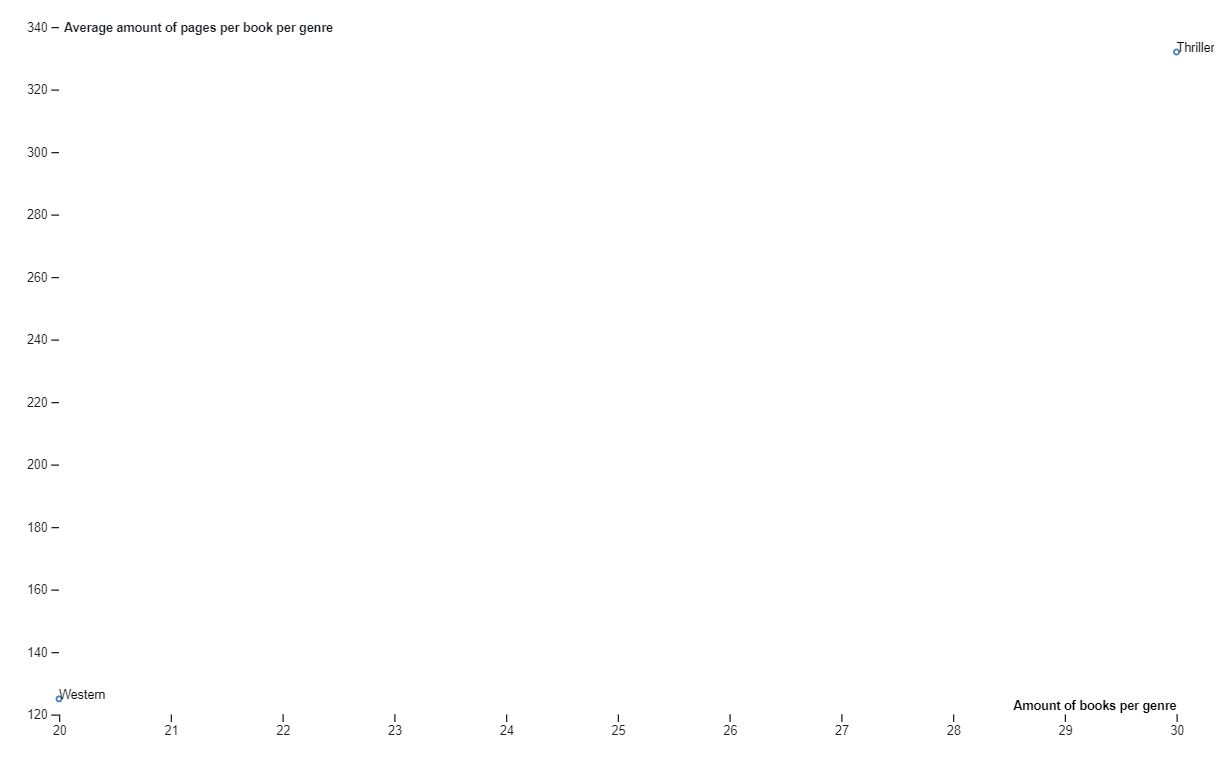 340 Average amount of pages per book per genre
Thriller
320
300
280
260
240
220
200
180
160
140
Western
Amount of books per genre
120
20 21 22 23 24 25 26 27 28 29 30